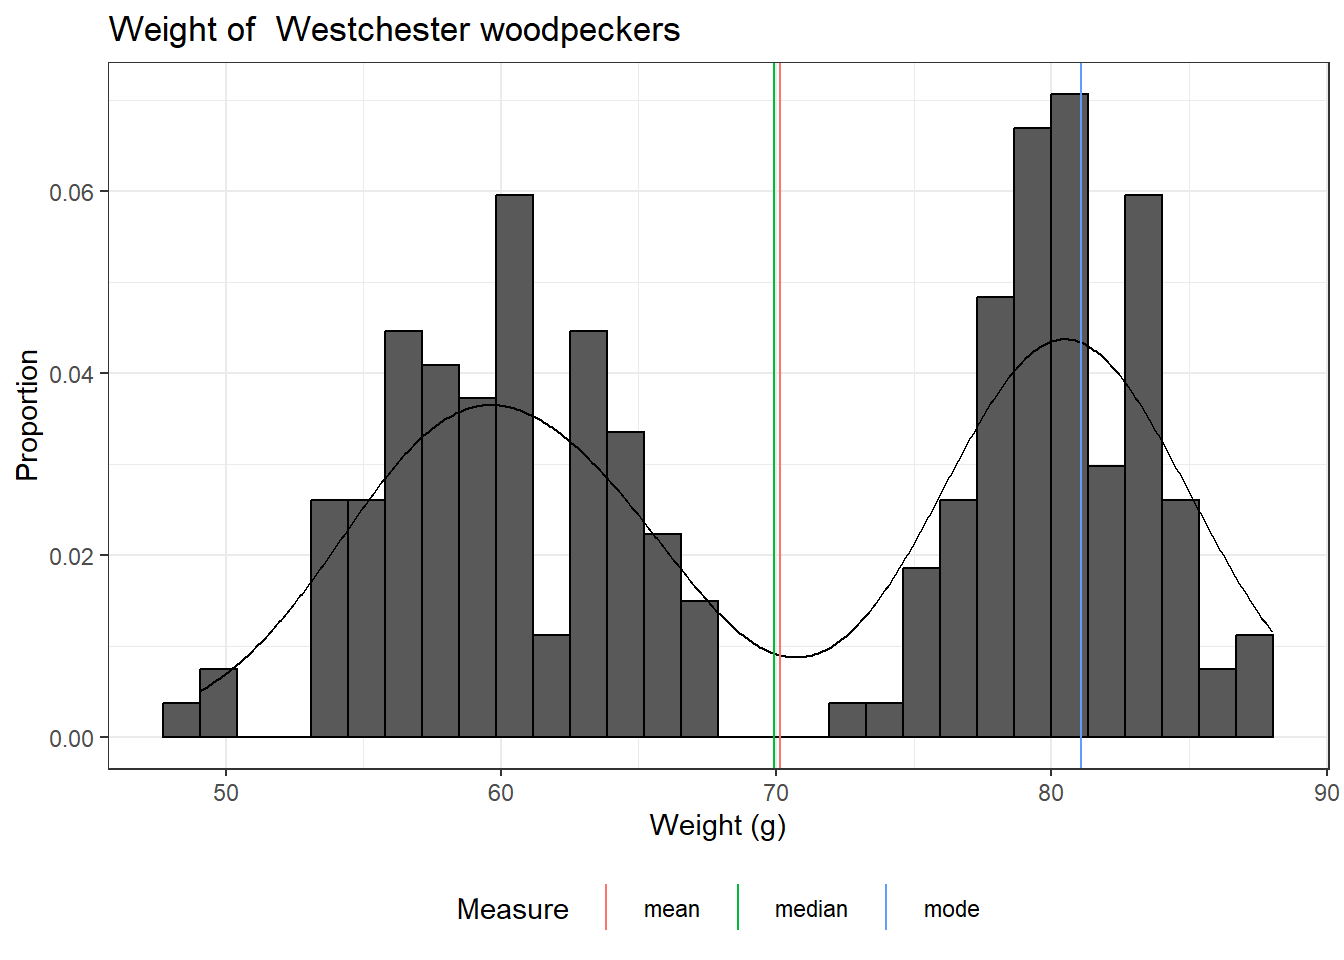 Weight of  Westchester woodpeckers
Proportion
0.06
0.04
0.02
0.00
50 60 70 80 90
Weight (g)
Measure mean median mode